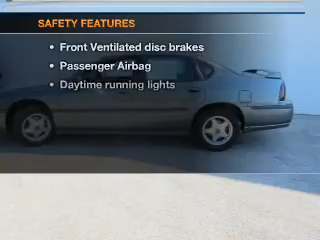 SAFETY FEATURES
• Front Ventilated disc brakes
• Passenger Airbag
• Daytime running lights